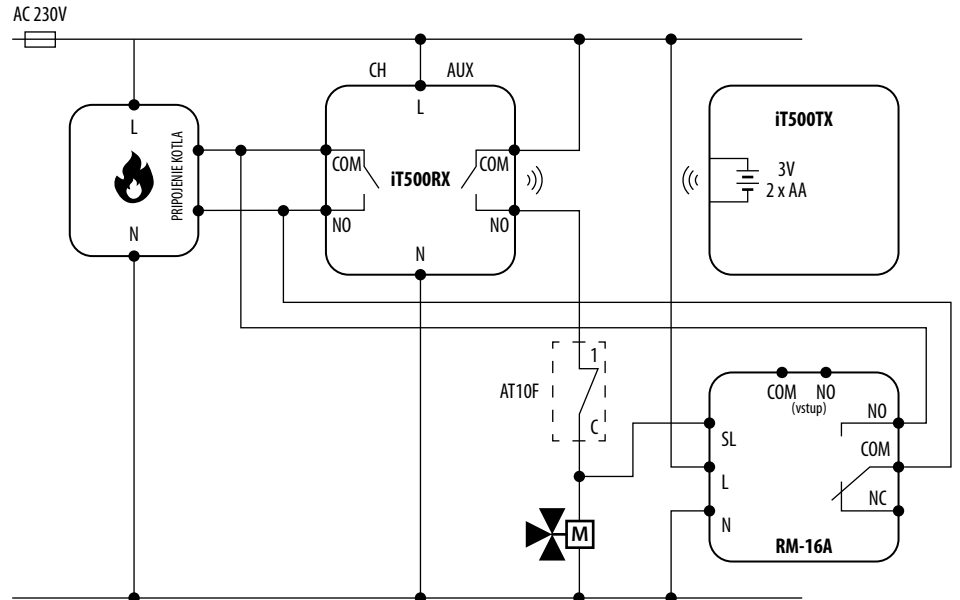 AC 230V
CH
AUX
L
L
iT500TX
COM
iT500RX
COM
3V
2 x AA
PRIPOJENIE KOTLA
NO
NO
N
N
1
AT10F
C
COM
NO
(vstup)
NO
SL
COM
L
NC
N
M
RM-16A